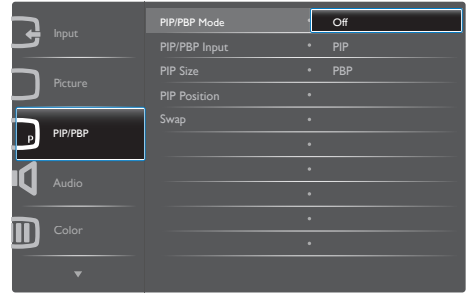 Input
Picture
PIP/PBP
Audio
Color
PIP/PBP Mode
PIP/PBP Input
PIP Size
PIP Position
Swap
Off
PIP
PBP
p